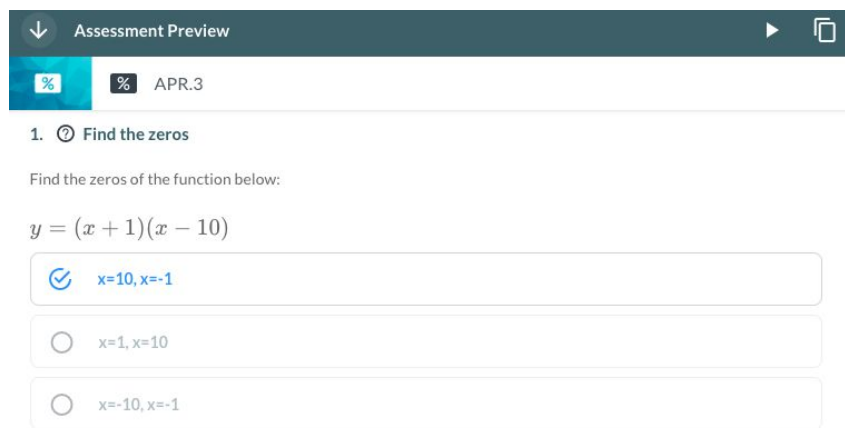 Assessment Preview
% % APR.3
1. ? Find the zeros
Find the zeros of the function below:
y = (x + 1)(x − 10)
x=10, x=-1
x=1, x=10
x=-10, x=-1